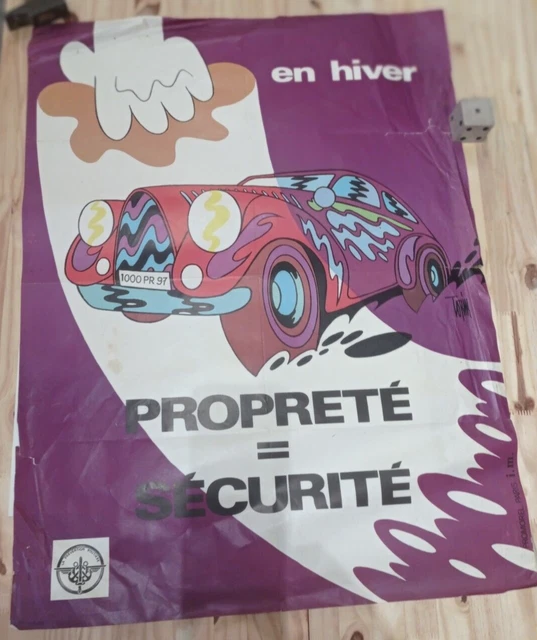 en hiver
1000 PR 97
PROPRETÉ
=
SÉCURITÉ